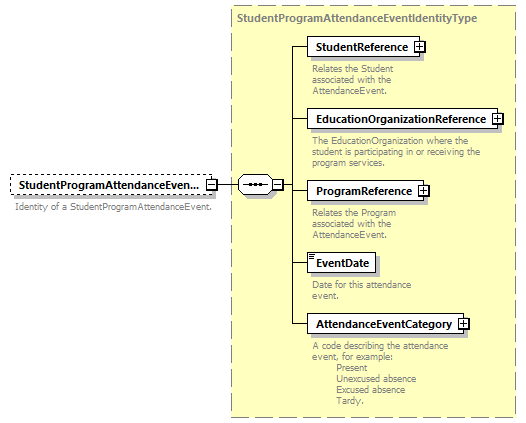 StudentProgramAttendanceEventIdentityType
StudentReference
Relates the Student
associated with the
AttendanceEvent.
EducationOrganizationReference
The EducationOrganization where the
student is participating in or receiving the
program services.
StudentProgramAttendanceEven...
Identity of a StudentProgramAttendanceEvent.
ProgramReference
Relates the Program
associated with the
AttendanceEvent.
EventDate
Date for this attendance
event.
AttendanceEventCategory
A code describing the attendance
event, for example:
Present
Unexcused absence
Excused absence
Tardy.